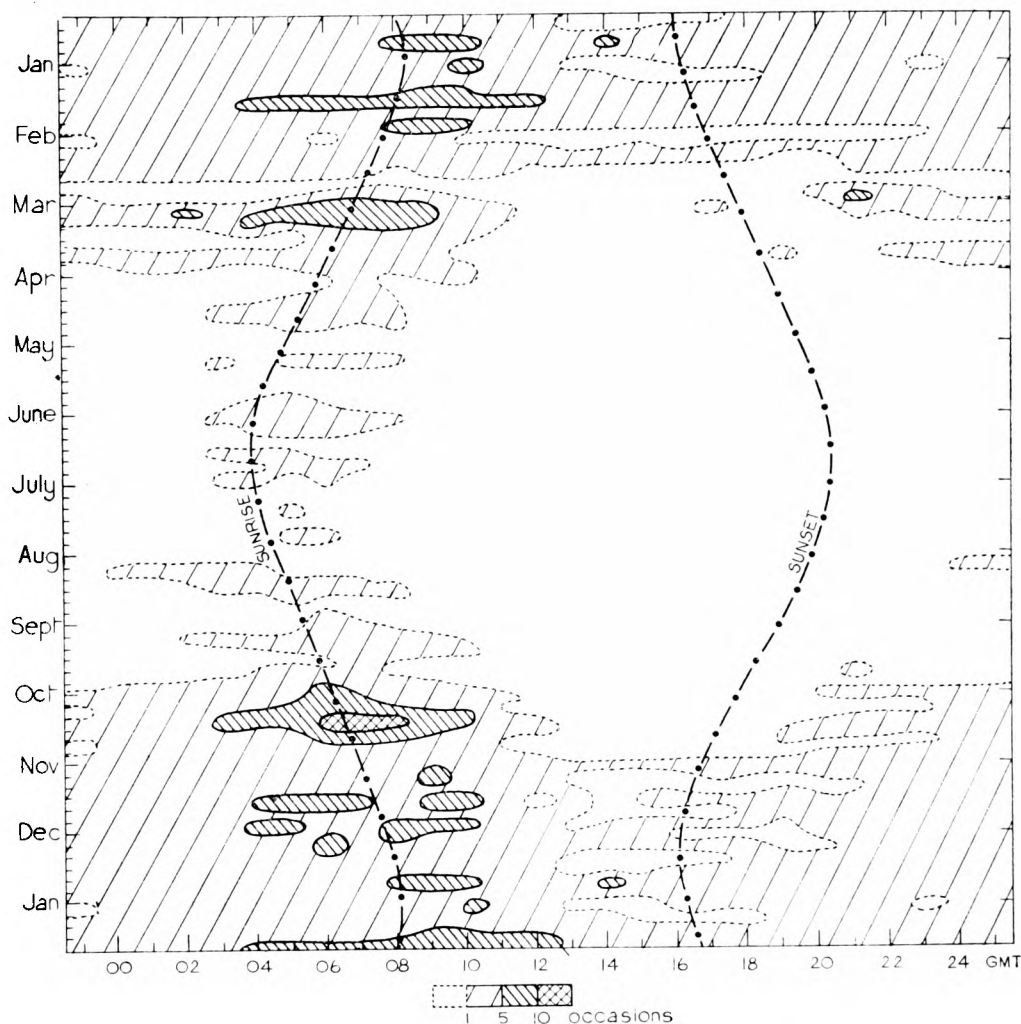 Jan
Feb
Mar
Apr
May
June
July
Aug
Sept
Oct
Nov
Dec
Jan
SUNRISE
SUNSET
00 02 04 06 08 10 12 14 16 18 20 22 24 GMT
1 5 10 occasions